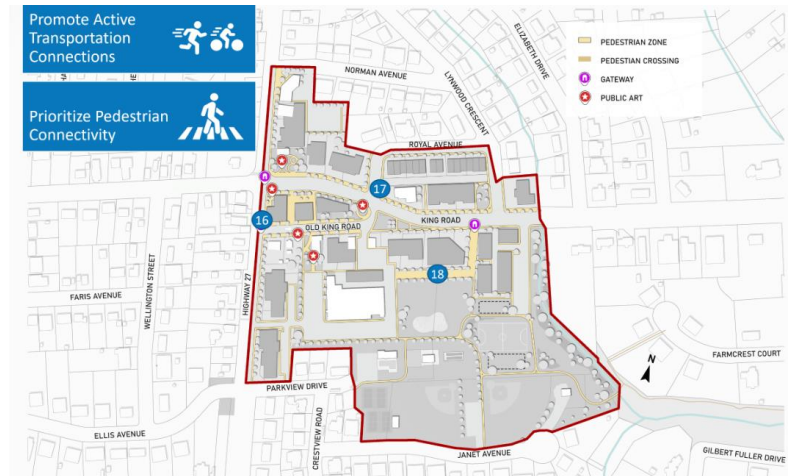 Promote Active
Transportation
Connections
Prioritize Pedestrian
Connectivity
PEDESTRIAN ZONE
PEDESTIAN CROSSING
GATEWAY
PUBLIC ART
NORMAN AVENUE
LYNWOOD CRESCENT
ELIZABETH DRIVE
ROYAL AVENUE
17
16
KING ROAD
OLD KING ROAD
18
HIGHWAY 27
WELLINGTON STREET
FARIS AVENUE
FARMCREST COURT
N
PARKVIEW DRIVE
CRESTVIEW ROAD
ELLIS AVENUE
JANET AVENUE
GILBERT FULLER DRIVE